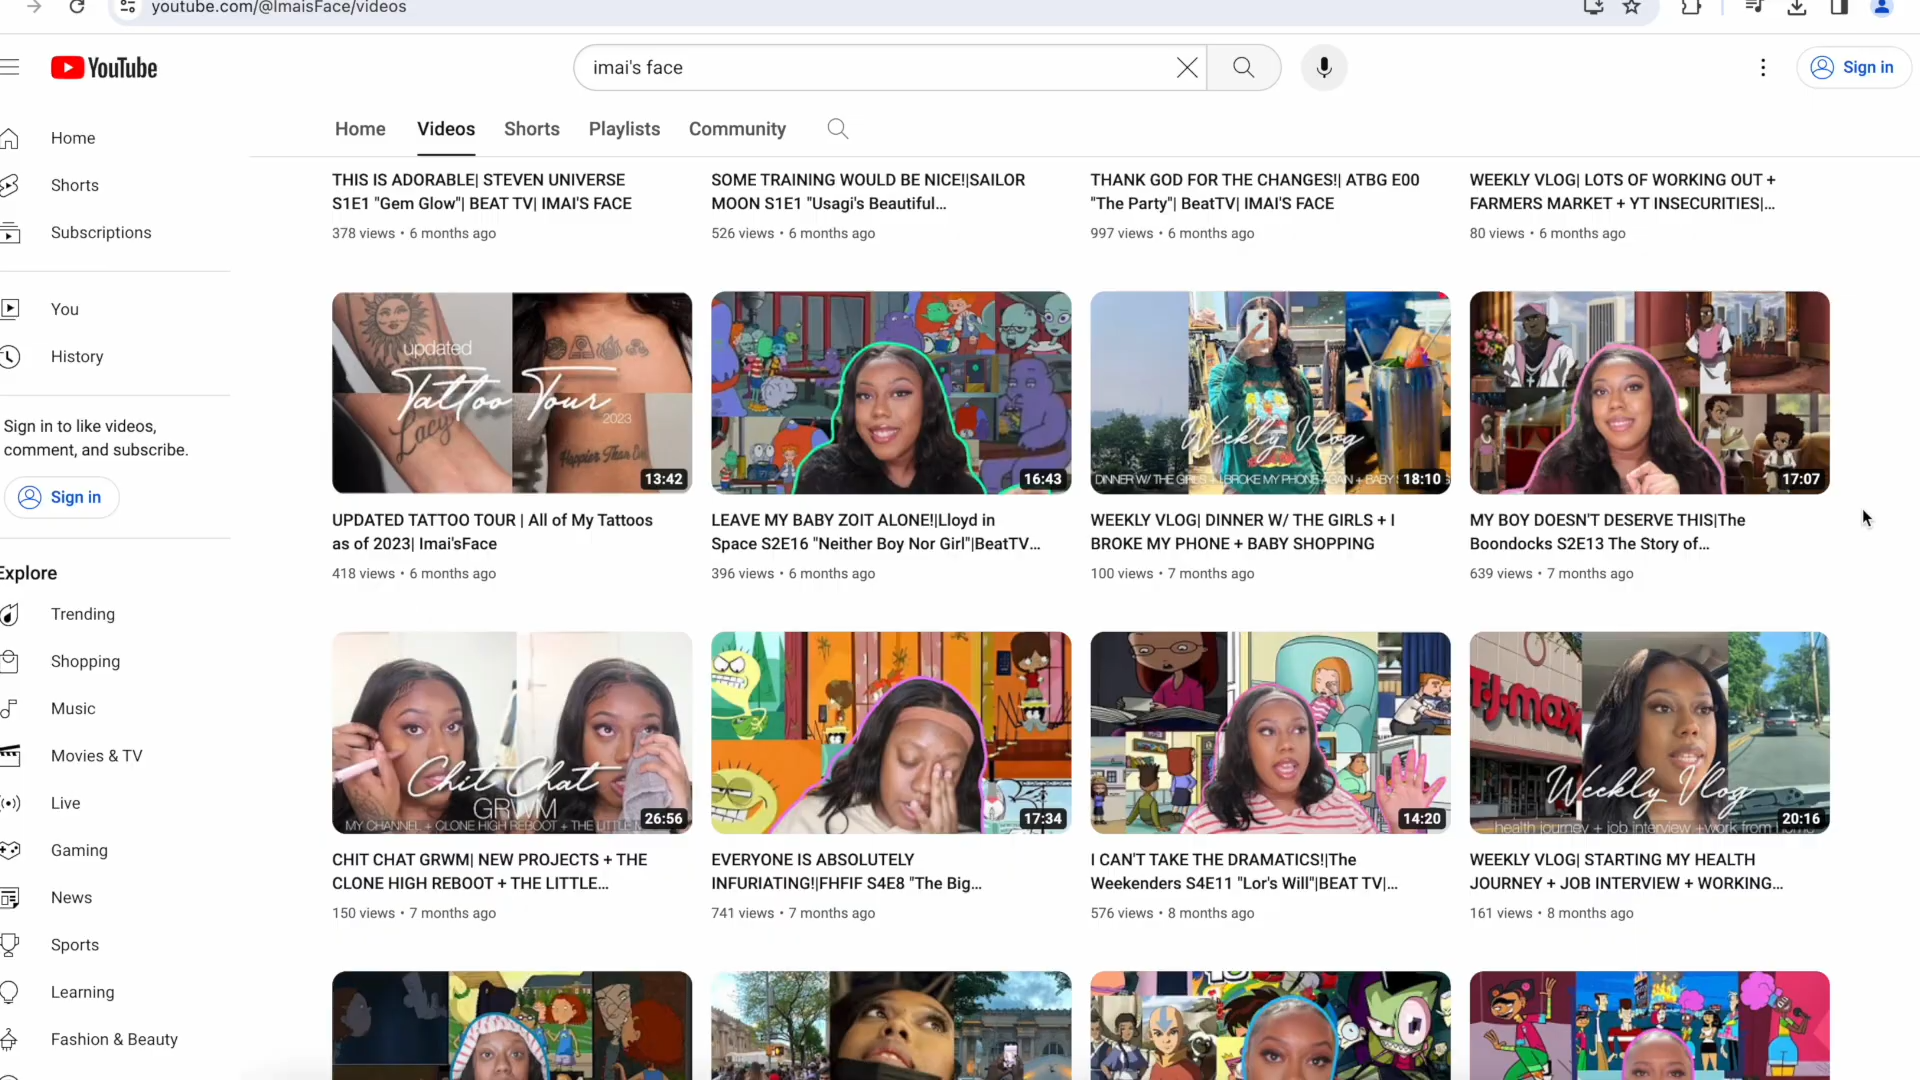 youtube.com/@ImaisFace/videos
YouTube
imai's face
Sign in
Home
Videos
Shorts
Playlists
Community
Home
Shorts
Subscriptions
You
History
Sign in to like videos,
comment, and subscribe.
Sign in
Explore
Trending
Shopping
Music
Movies & TV
Live
Gaming
News
Sports
Learning
Fashion & Beauty
THIS IS ADORABLE| STEVEN UNIVERSE
S1E1 "Gem Glow"| BEAT TV| IMAI'S FACE
378 views • 6 months ago
SOME TRAINING WOULD BE NICE!|SAILOR
MOON S1E1 "Usagi's Beautiful...
526 views • 6 months ago
THANK GOD FOR THE CHANGES!| ATBG E00
"The Party"| BeatTV| IMAI'S FACE
997 views • 6 months ago
WEEKLY VLOG| LOTS OF WORKING OUT +
FARMERS MARKET + YT INSECURITIES|...
80 views • 6 months ago
updated
Tattoo Tour
2023
Lacy
13:42
UPDATED TATTOO TOUR | All of My Tattoos
as of 2023| Imai'sFace
418 views • 6 months ago
16:43
LEAVE MY BABY ZOIT ALONE!|Lloyd in
Space S2E16 "Neither Boy Nor Girl"|BeatTV...
396 views • 6 months ago
Weekly Vlog
DINNER W/ THE GIRLS + I BROKE MY PHONE AGAIN + BABY
18:10
WEEKLY VLOG| DINNER W/ THE GIRLS + I
BROKE MY PHONE + BABY SHOPPING
100 views • 7 months ago
17:07
MY BOY DOESN'T DESERVE THIS|The
Boondocks S2E13 The Story of...
639 views • 7 months ago
Chit Chat
GRWM
MY CHANNEL + CLONE HIGH REBOOT + THE LITTLE
26:56
CHIT CHAT GRWM| NEW PROJECTS + THE
CLONE HIGH REBOOT + THE LITTLE...
150 views • 7 months ago
17:34
EVERYONE IS ABSOLUTELY
INFURIATING!|FHFIF S4E8 "The Big...
741 views • 7 months ago
14:20
I CAN'T TAKE THE DRAMATICS!|The
Weekenders S4E11 "Lor's Will"|BEAT TV|...
576 views • 8 months ago
T.J.maxx
Weekly Vlog
health journey + job interview +work from home
20:16
WEEKLY VLOG| STARTING MY HEALTH
JOURNEY + JOB INTERVIEW + WORKING...
161 views • 8 months ago